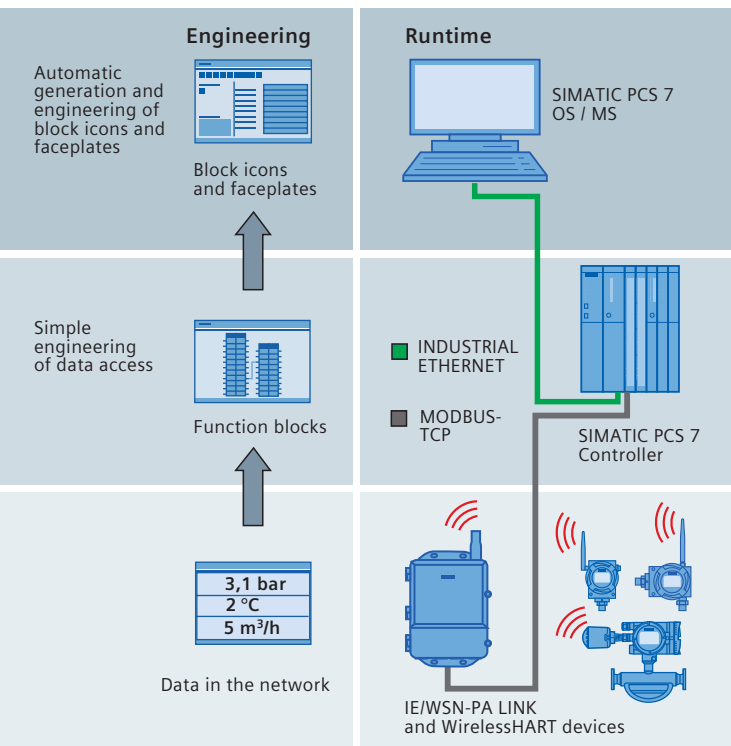 Engineering
Runtime
Automatic
generation and
engineering of
block icons and
faceplates
Block icons
and faceplates
SIMATIC PCS 7
OS / MS
Simple
engineering
of data access
Function blocks
INDUSTRIAL
ETHERNET
MODBUS-
TCP
SIMATIC PCS 7
Controller
3,1 bar
2 °C
5 m³/h
Data in the network
IE/WSN-PA LINK
and WirelessHART devices